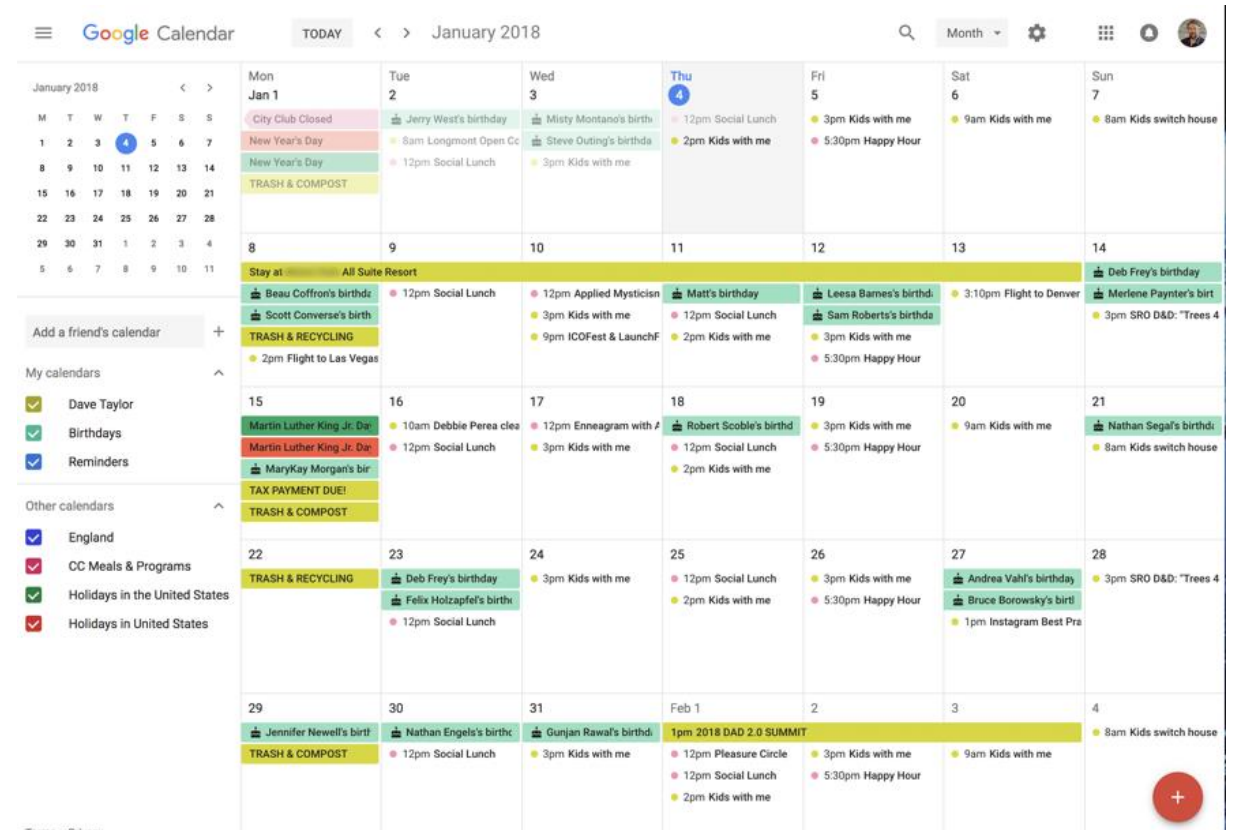 Google Calendar
TODAY
January 2018
Month
January 2018
M T W T F S S
1 2 3 4 5 6 7
8 9 10 11 12 13 14
15 16 17 18 19 20 21
22 23 24 25 26 27 28
29 30 31 1 2 3 4
5 6 7 8 9 10 11
Add a friend's calendar +
My calendars
Dave Taylor
Birthdays
Reminders
Other calendars
England
CC Meals & Programs
Holidays in the United States
Holidays in United States
Mon
Jan 1
City Club Closed
New Year's Day
New Year's Day
TRASH & COMPOST
Tue
2
Jerry West's birthday
8am Longmont Open Cc
12pm Social Lunch
Wed
3
Misty Montano's birth
Steve Outing's birthda
3pm Kids with me
Thu
4
12pm Social Lunch
2pm Kids with me
Fri
5
3pm Kids with me
5:30pm Happy Hour
Sat
6
9am Kids with me
Sun
7
8am Kids switch house
8
Stay at All Suite Resort
Beau Coffron's birthda
Scott Converse's birth
TRASH & RECYCLING
2pm Flight to Las Vegas
9
12pm Social Lunch
10
12pm Applied Mysticisn
3pm Kids with me
9pm ICOFest & LaunchF
11
Matt's birthday
12pm Social Lunch
2pm Kids with me
12
Leesa Barnes's birthd
Sam Roberts's birthda
3pm Kids with me
5:30pm Happy Hour
13
3:10pm Flight to Denver
14
Deb Frey's birthday
Merlene Paynter's birt
3pm SRO D&D: "Trees 4
15
Martin Luther King Jr. Da
Martin Luther King Jr. Da
MaryKay Morgan's bir
TAX PAYMENT DUE!
TRASH & COMPOST
16
10am Debbie Perea clea
12pm Social Lunch
17
12pm Enneagram with A
3pm Kids with me
18
Robert Scoble's birthd
12pm Social Lunch
2pm Kids with me
19
3pm Kids with me
5:30pm Happy Hour
20
9am Kids with me
21
Nathan Segal's birthda
8am Kids switch house
22
TRASH & RECYCLING
23
Deb Frey's birthday
Felix Holzapfel's birth
12pm Social Lunch
24
3pm Kids with me
25
12pm Social Lunch
2pm Kids with me
26
3pm Kids with me
5:30pm Happy Hour
27
Andrea Vahl's birthday
Bruce Borowsky's birtl
1pm Instagram Best Pra
28
3pm SRO D&D: "Trees 4
29
Jennifer Newell's birth
TRASH & COMPOST
30
Nathan Engels's birthc
12pm Social Lunch
31
Gunjan Rawal's birthd
3pm Kids with me
Feb 1
1pm 2018 DAD 2.0 SUMMIT
12pm Pleasure Circle
12pm Social Lunch
2pm Kids with me
2
3pm Kids with me
5:30pm Happy Hour
3
9am Kids with me
4
8am Kids switch house
+